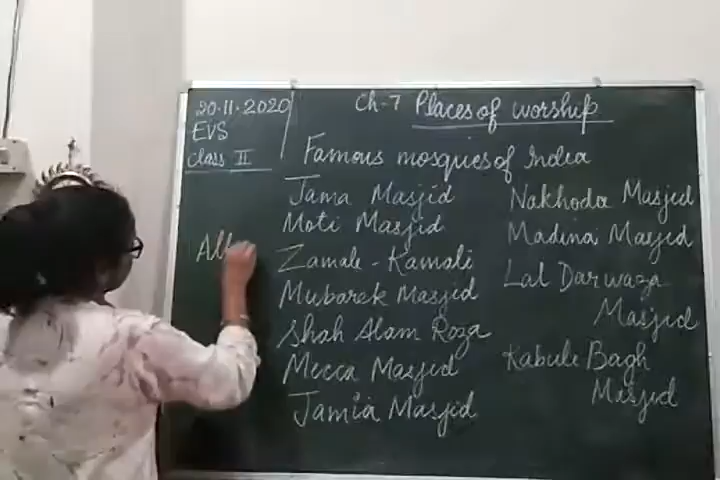 20.11.2020
EVS
Class II
Ch-7 Places of worship
Famous mosques of India
Jama Masjid
Moti Masjid
Zamale - Kamali
Mubarek Masjid
Shah Alam Roza
Mecca Masjid
Jamia Masjid
Nakhoda Masjid
Madina Masjid
Lal Darwaza
Masjid
Kabule Bagh
Masjid